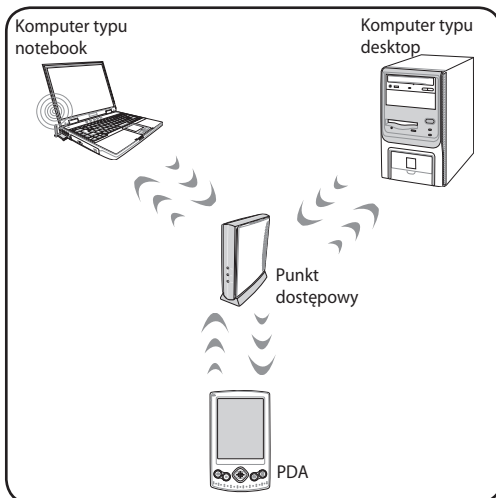 Komputer typu
notebook
Komputer typu
desktop
Punkt
dostępowy
PDA